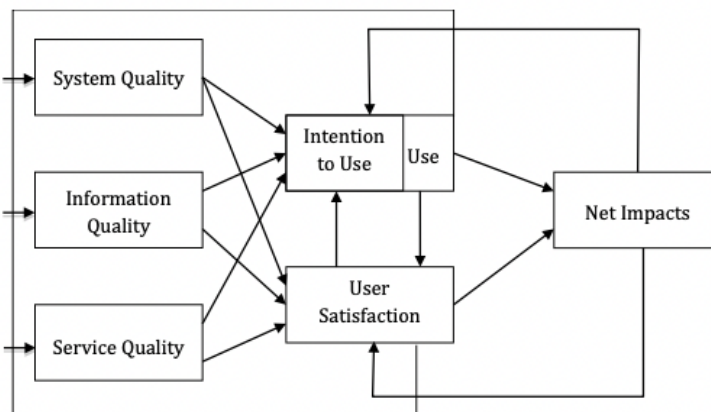 System Quality
Intention
to Use
Use
Information
Quality
Net Impacts
User
Satisfaction
Service Quality